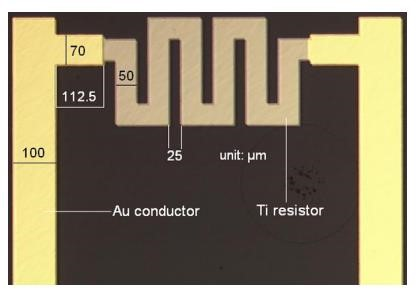 70
50
112.5
100
25
unit: µm
Au conductor
Ti resistor